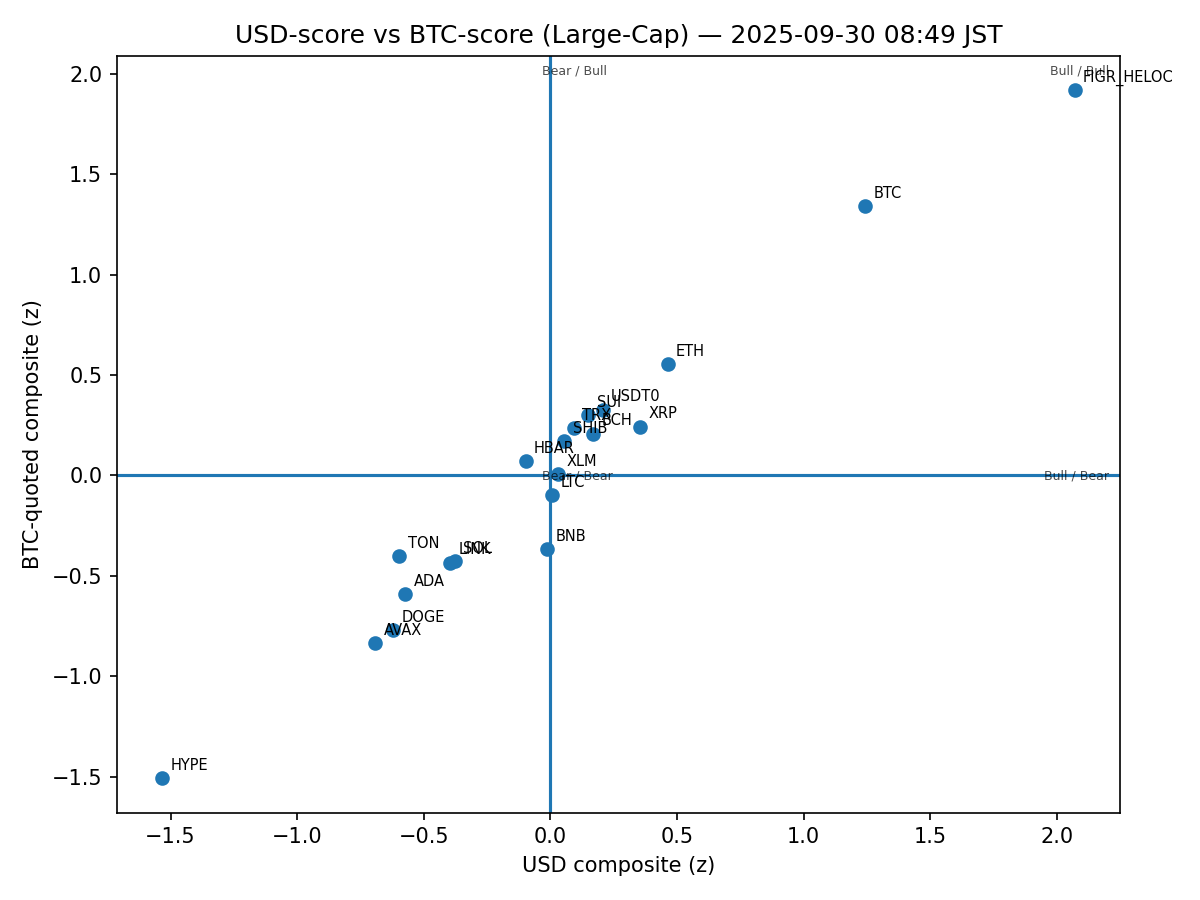 USD-score vs BTC-score (Large-Cap) — 2025-09-30 08:49 JST
2.0
1.5
1.0
0.5
0.0
−0.5
−1.0
−1.5
BTC-quoted composite (z)
Bear / Bull
Bull / Bull
FIGR_HELOC
BTC
ETH
USDT0
SUI
XRP
TRX
BCH
SHIB
HBAR
XLM
Bear / Bear
Bull / Bear
LTC
BNB
TON
LINK
SOL
ADA
DOGE
AVAX
HYPE
−1.5
−1.0
−0.5
0.0
0.5
1.0
1.5
2.0
USD composite (z)